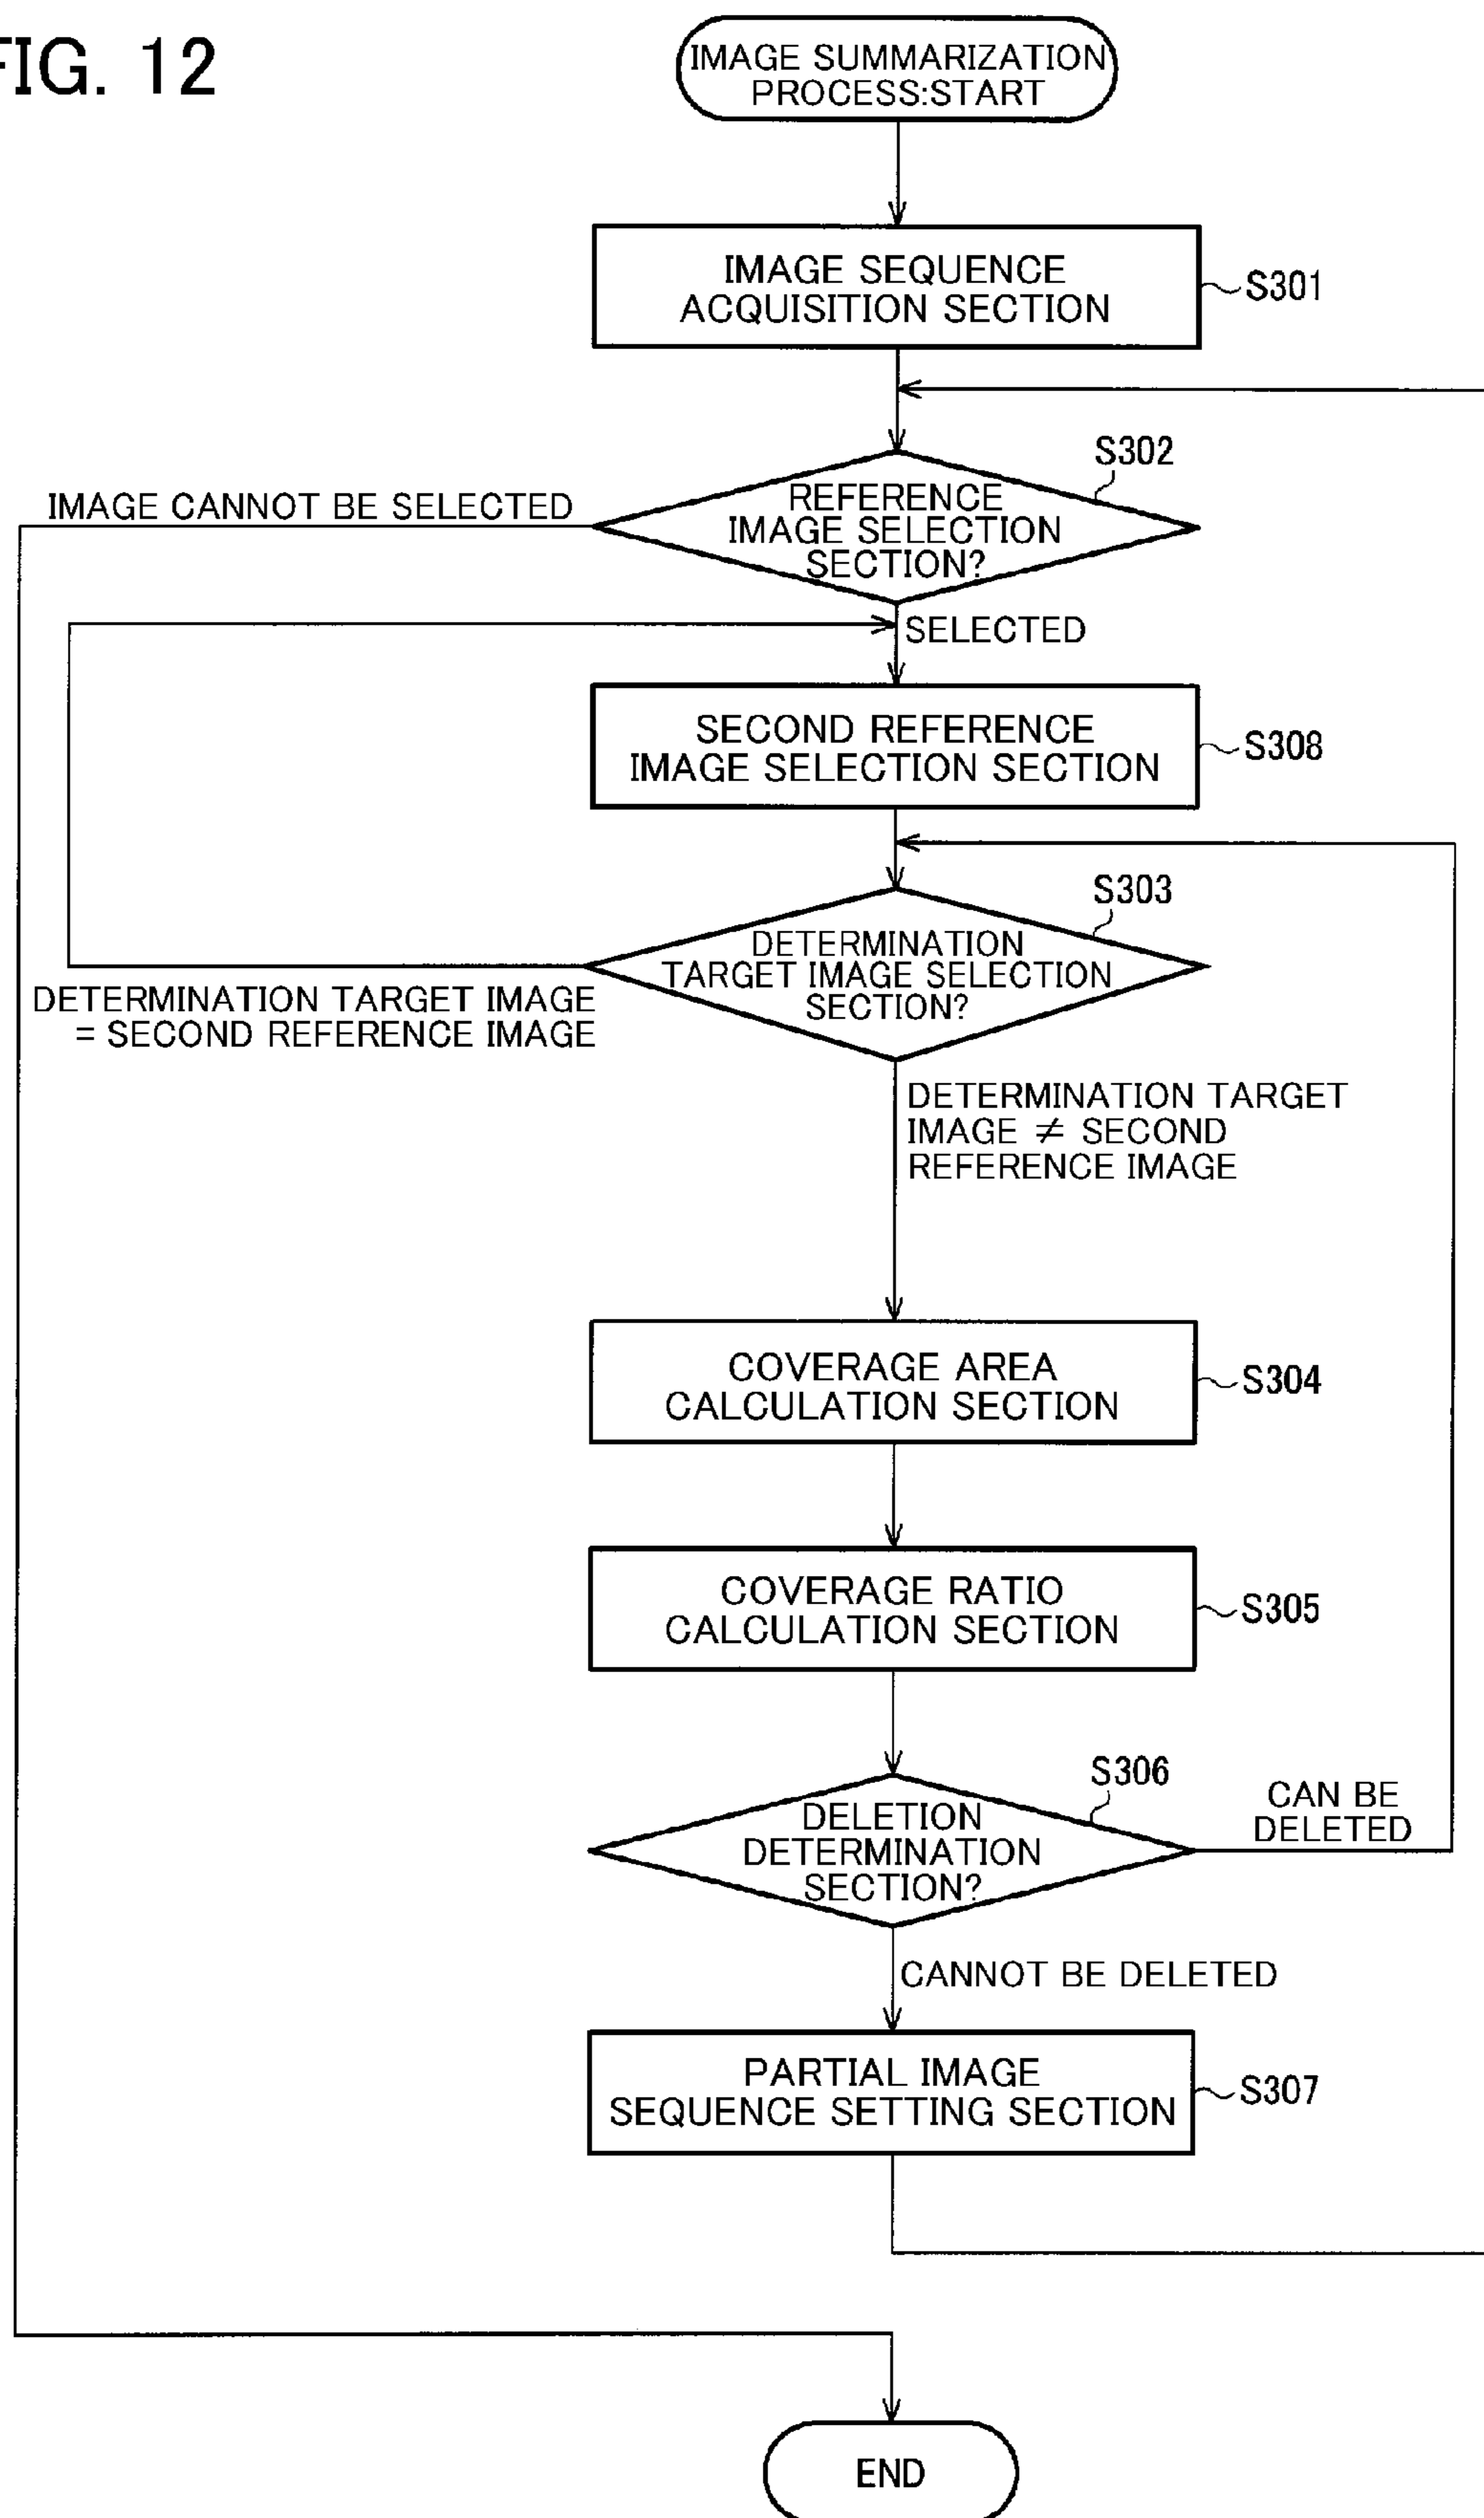 FIG. 12
IMAGE SUMMARIZATION
PROCESS:START
IMAGE SEQUENCE
ACQUISITION SECTION
S301
S302
IMAGE CANNOT BE SELECTED
REFERENCE
IMAGE SELECTION
SECTION?
SELECTED
SECOND REFERENCE
IMAGE SELECTION SECTION
S308
S303
DETERMINATION
TARGET IMAGE SELECTION
SECTION?
DETERMINATION TARGET IMAGE
= SECOND REFERENCE IMAGE
DETERMINATION TARGET
IMAGE ≠ SECOND
REFERENCE IMAGE
COVERAGE AREA
CALCULATION SECTION
S304
COVERAGE RATIO
CALCULATION SECTION
S305
S306
DELETION
DETERMINATION
SECTION?
CAN BE
DELETED
CANNOT BE DELETED
PARTIAL IMAGE
SEQUENCE SETTING SECTION
S307
END